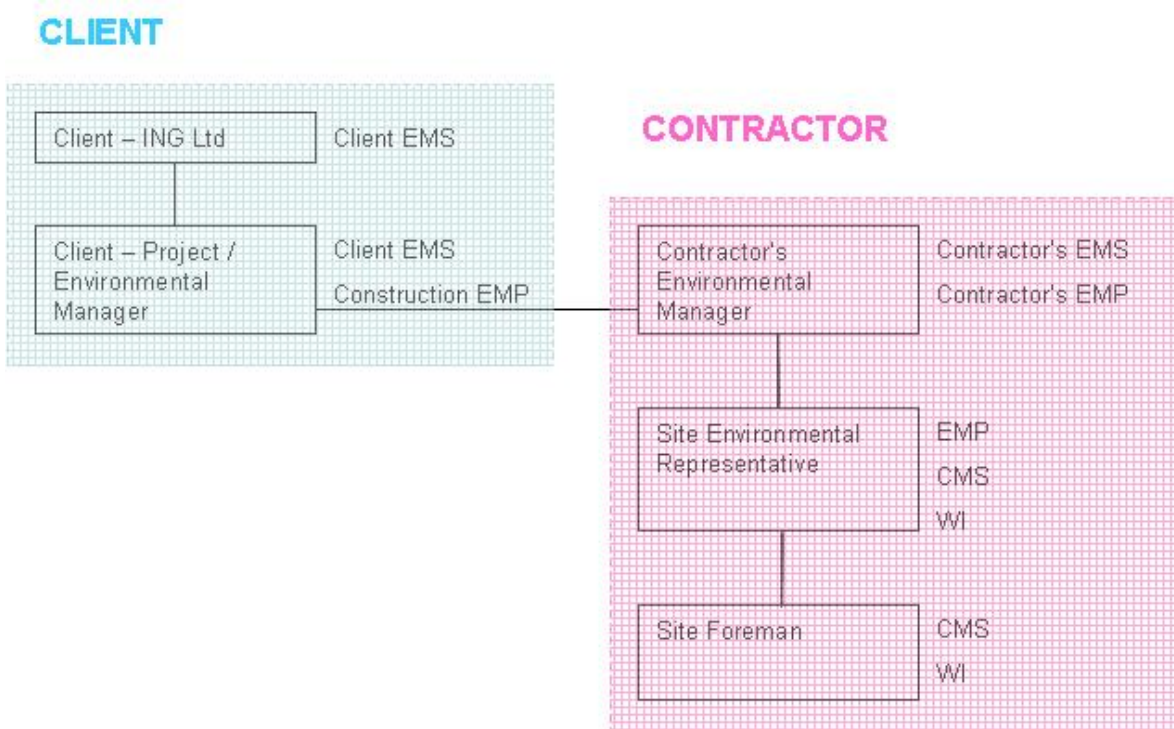 CLIENT
Client – ING Ltd
Client EMS
Client – Project /
Environmental
Manager
Client EMS
Construction EMP
CONTRACTOR
Contractor's
Environmental
Manager
Contractor's EMS
Contractor's EMP
Site Environmental
Representative
EMP
CMS
WI
Site Foreman
CMS
WI